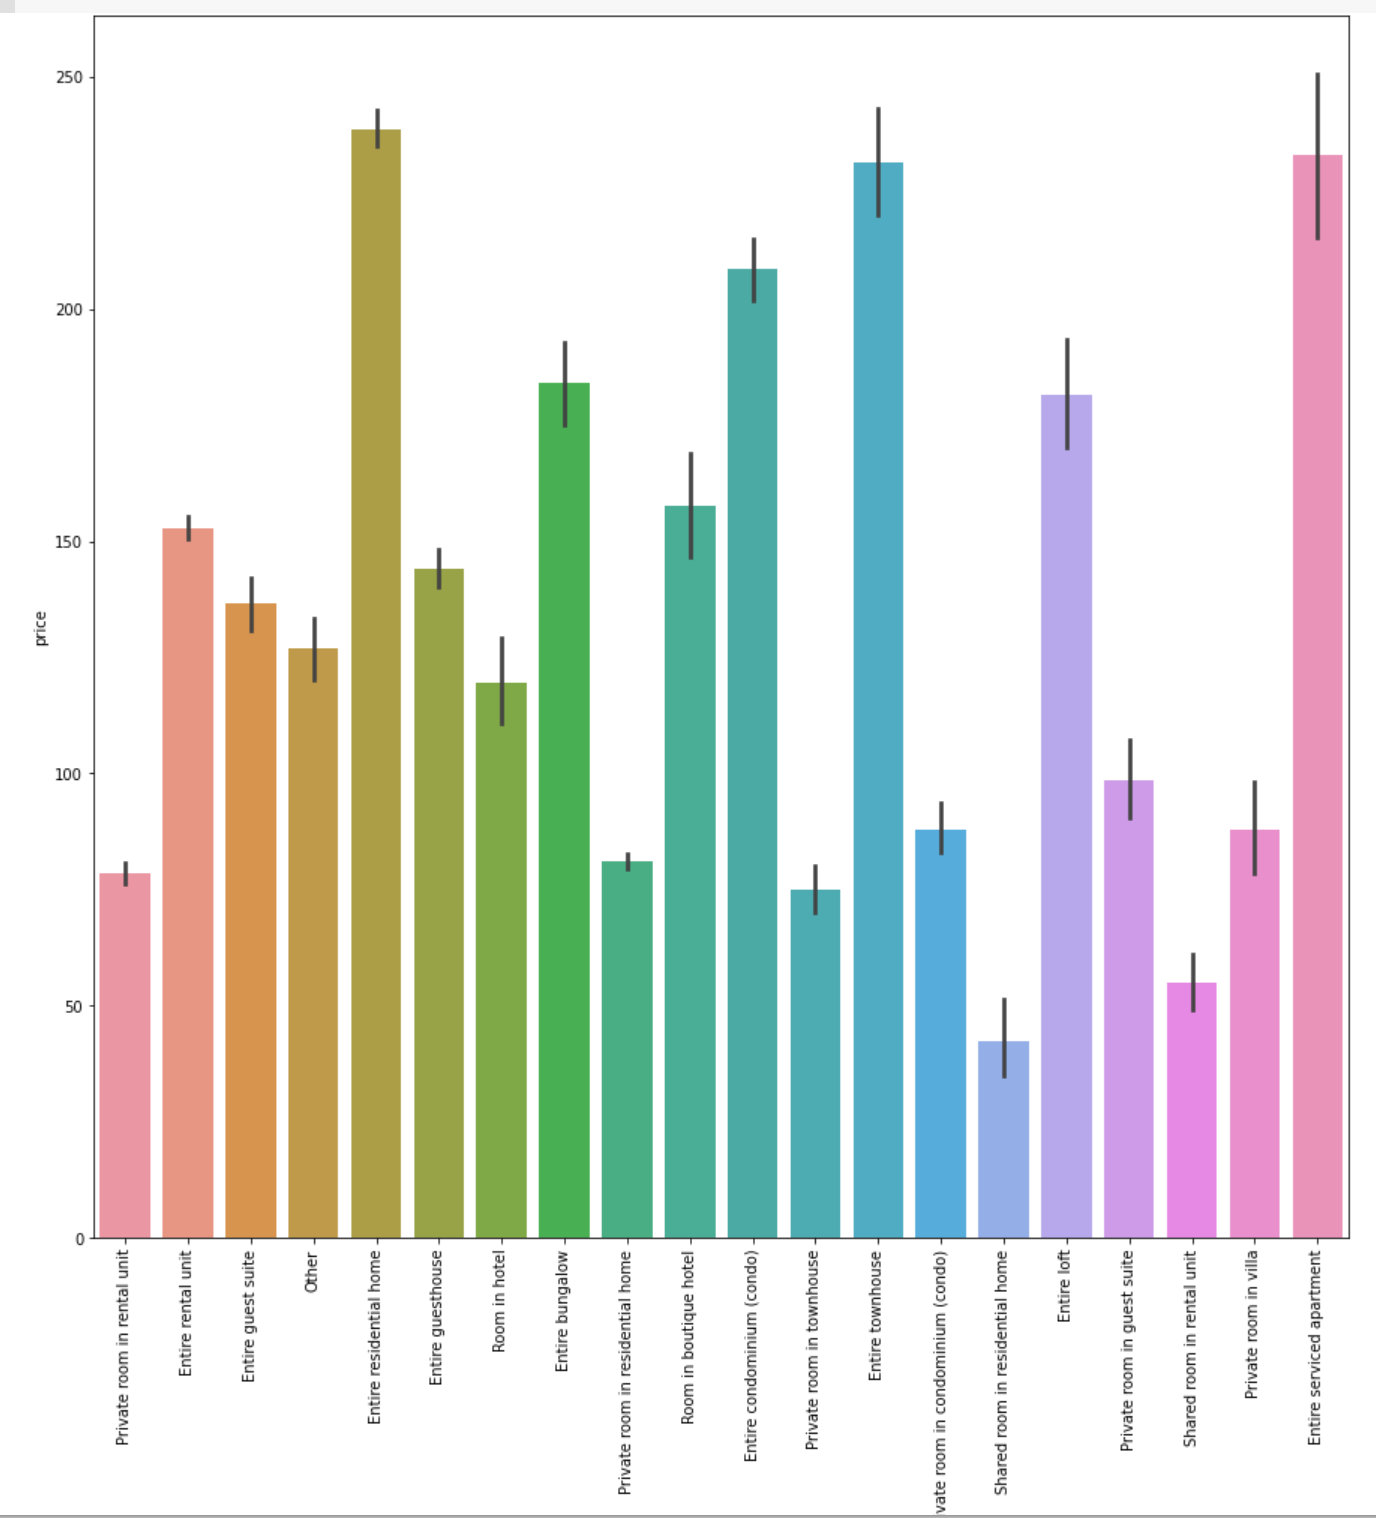 250
200
150
100
50
0
price
Private room in rental unit
Entire rental unit
Entire guest suite
Other
Entire residential home
Entire guesthouse
Room in hotel
Entire bungalow
Private room in residential home
Room in boutique hotel
Entire condominium (condo)
Private room in townhouse
Entire townhouse
vate room in condominium (condo)
Shared room in residential home
Entire loft
Private room in guest suite
Shared room in rental unit
Private room in villa
Entire serviced apartment